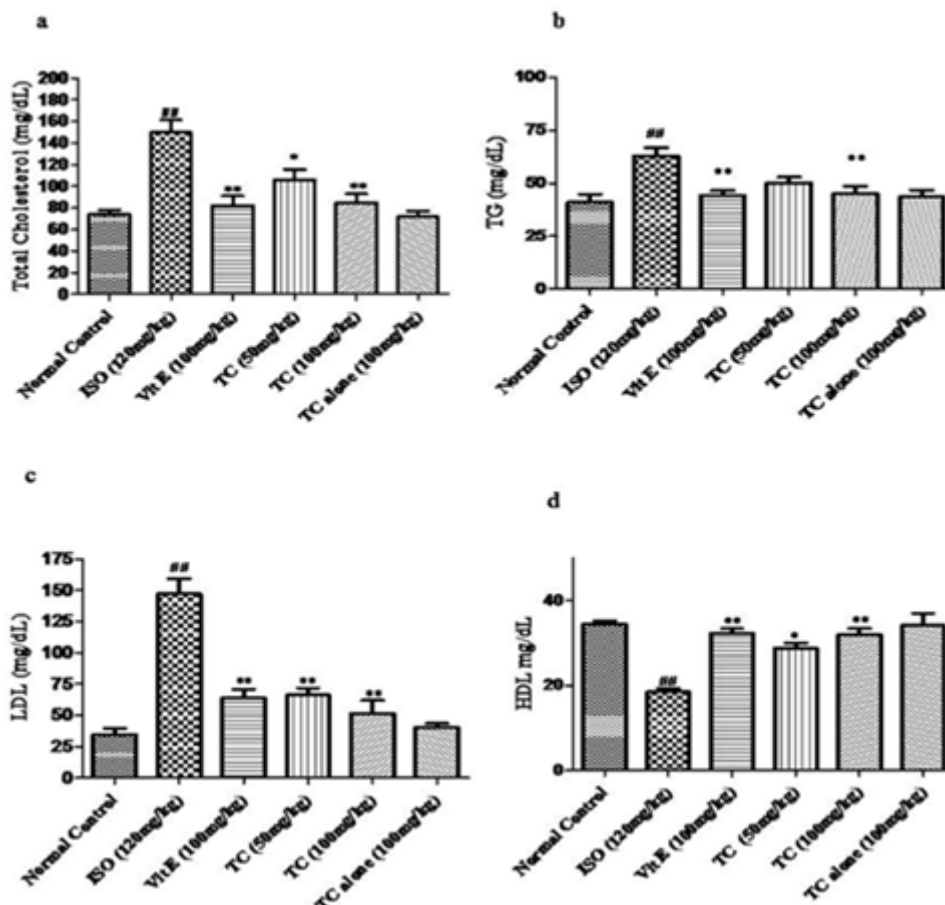 a
Total Cholesterol (mg/dL)
200
180
160
140
120
100
80
60
40
20
0
##
**
*
**
Normal Control
ISO (120mg/kg)
Vit E (100mg/kg)
TC (50mg/kg)
TC (100mg/kg)
TC alone (100mg/kg)
b
TG (mg/dL)
100
75
50
25
0
##
**
**
Normal Control
ISO (120mg/kg)
Vit E (100mg/kg)
TC (50mg/kg)
TC (100mg/kg)
TC alone (100mg/kg)
c
LDL (mg/dL)
175
150
125
100
75
50
25
0
##
**
**
**
Normal Control
ISO (120mg/kg)
Vit E (100mg/kg)
TC (50mg/kg)
TC (100mg/kg)
TC alone (100mg/kg)
d
HDL mg/dL
40
20
0
##
**
*
**
Normal Control
ISO (120mg/kg)
Vit E (100mg/kg)
TC (50mg/kg)
TC (100mg/kg)
TC alone (100mg/kg)